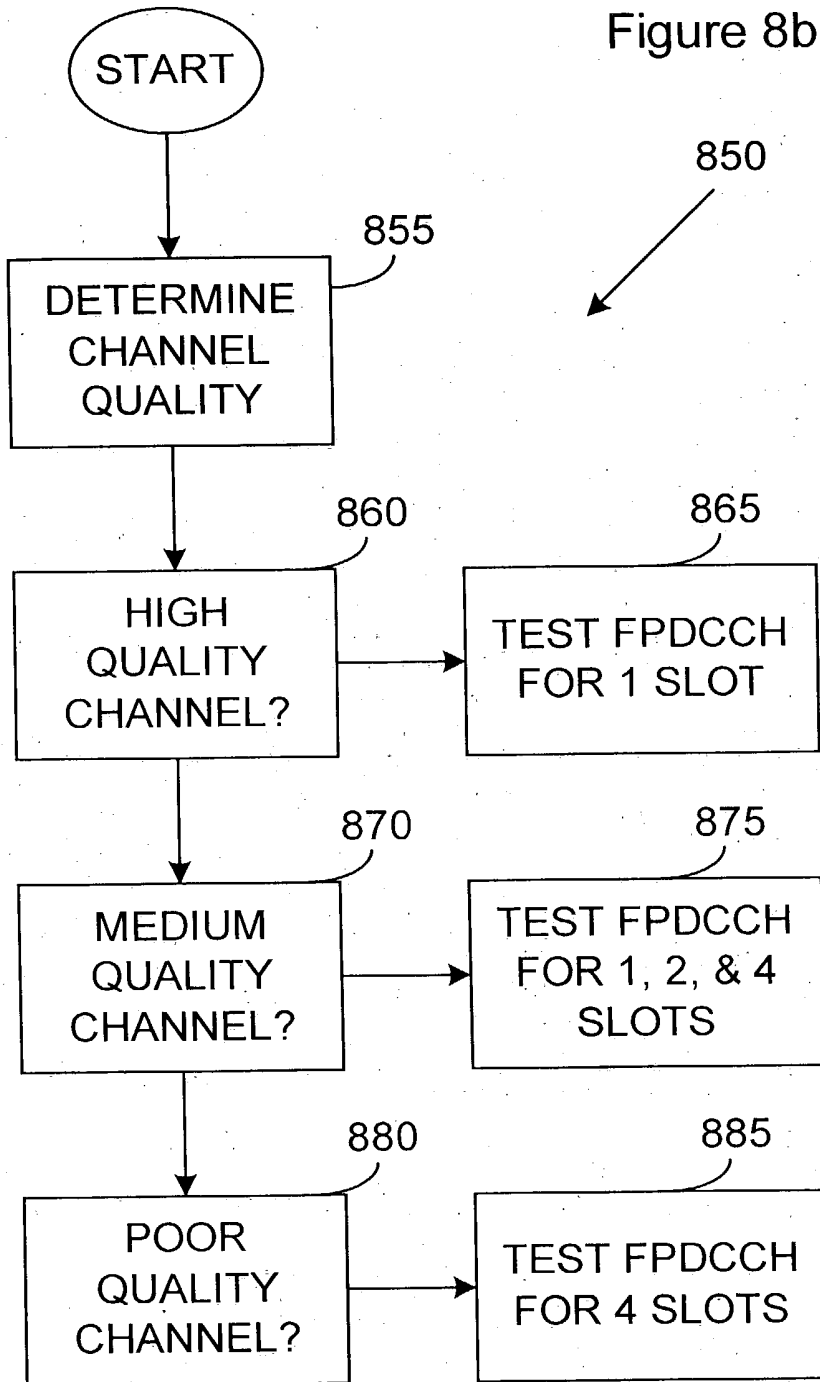 Figure 8b
START
850
855
DETERMINE
CHANNEL
QUALITY
860
HIGH
QUALITY
CHANNEL?
865
TEST FPDCCH
FOR 1 SLOT
870
MEDIUM
QUALITY
CHANNEL?
875
TEST FPDCCH
FOR 1, 2, & 4
SLOTS
880
POOR
QUALITY
CHANNEL?
885
TEST FPDCCH
FOR 4 SLOTS